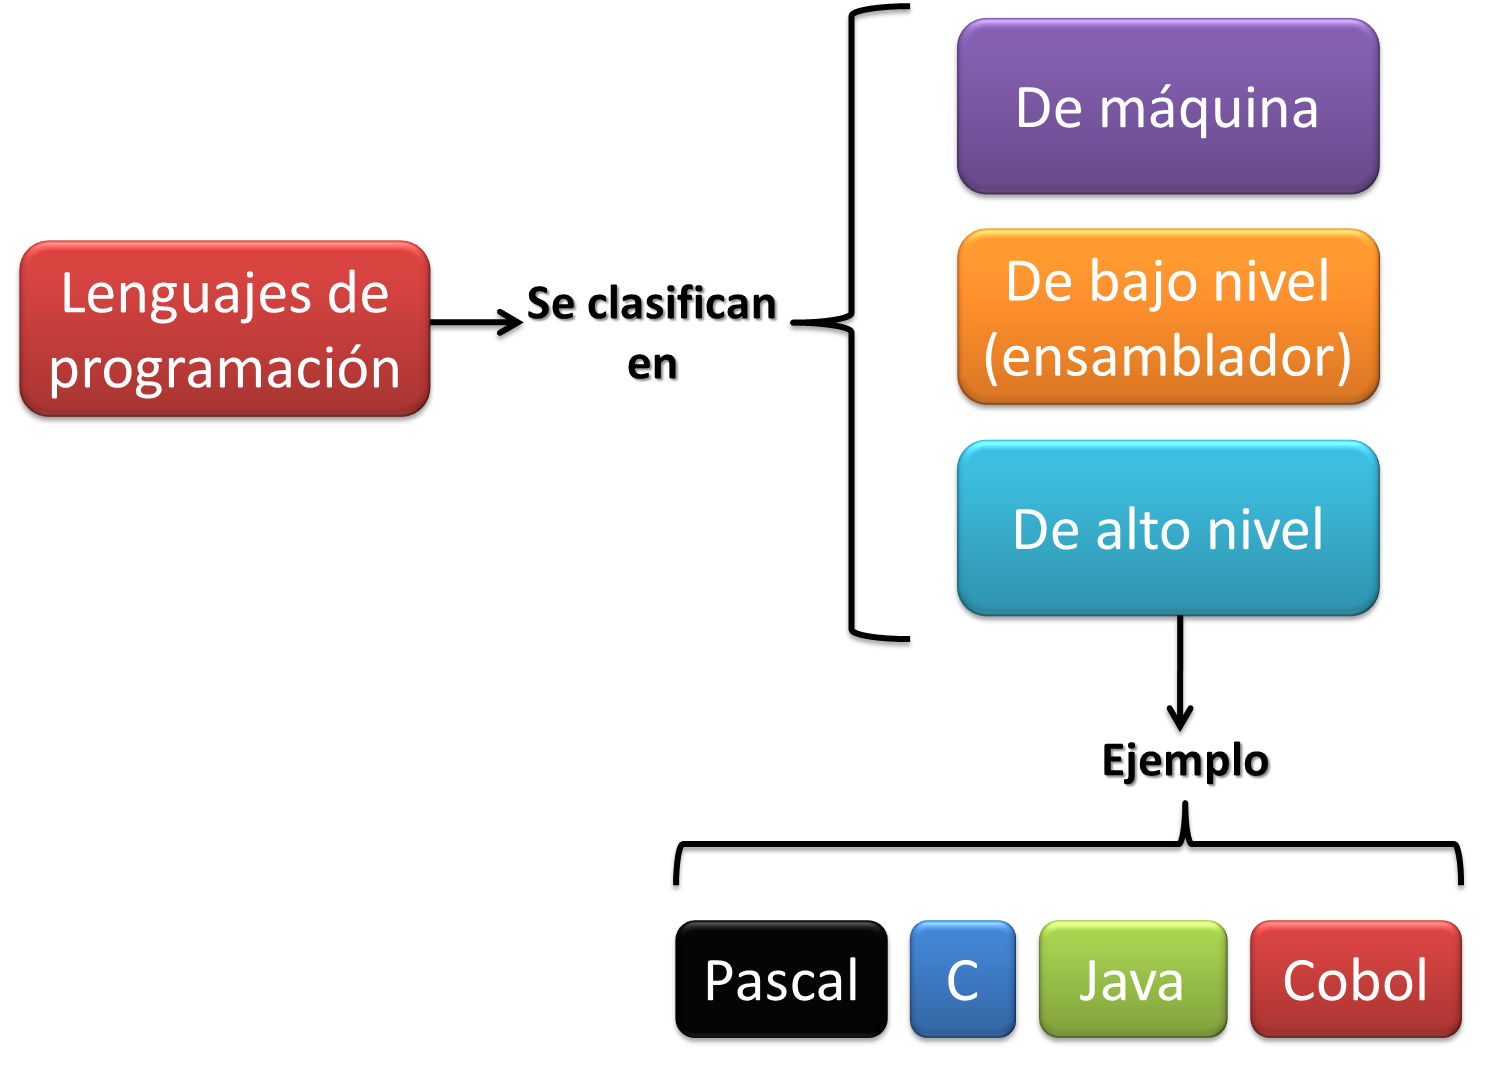 Lenguajes de
programación
Se clasifican
en
De máquina
De bajo nivel
(ensamblador)
De alto nivel
Ejemplo
Pascal
C
Java
Cobol